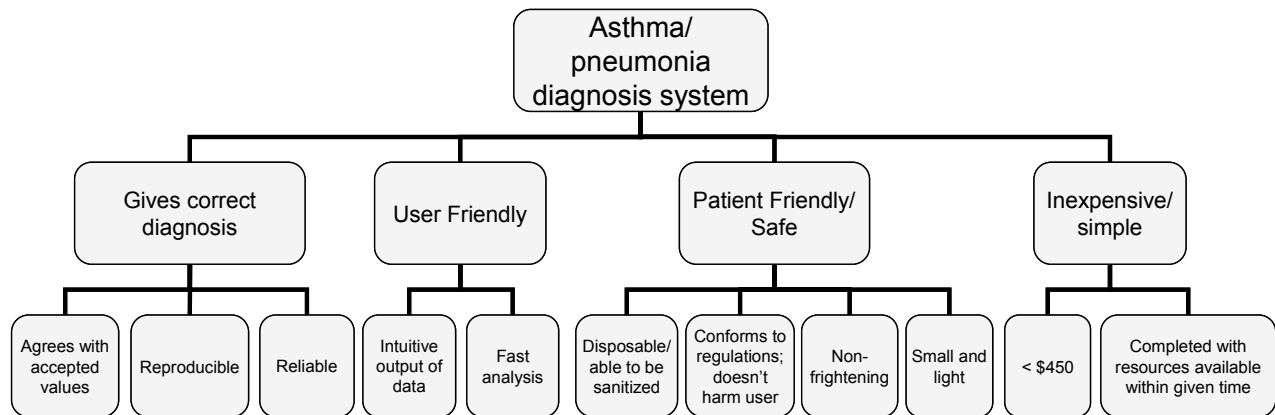 Asthma/
pneumonia
diagnosis system
Gives correct
diagnosis
User Friendly
Patient Friendly/
Safe
Inexpensive/
simple
Agrees with
accepted
values
Reproducible
Reliable
Intuitive
output of
data
Fast
analysis
Disposable/
able to be
sanitized
Conforms to
regulations;
doesn't
harm user
Non-
frightening
Small and
light
< $450
Completed with
resources available
within given time